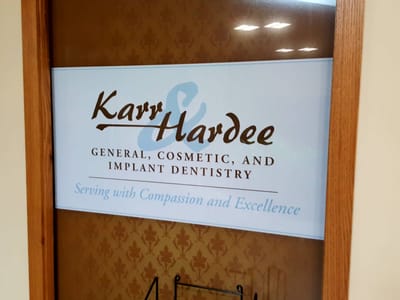 Karr &
Hardee
GENERAL, COSMETIC, AND
IMPLANT DENTISTRY
Serving with Compassion and Excellence